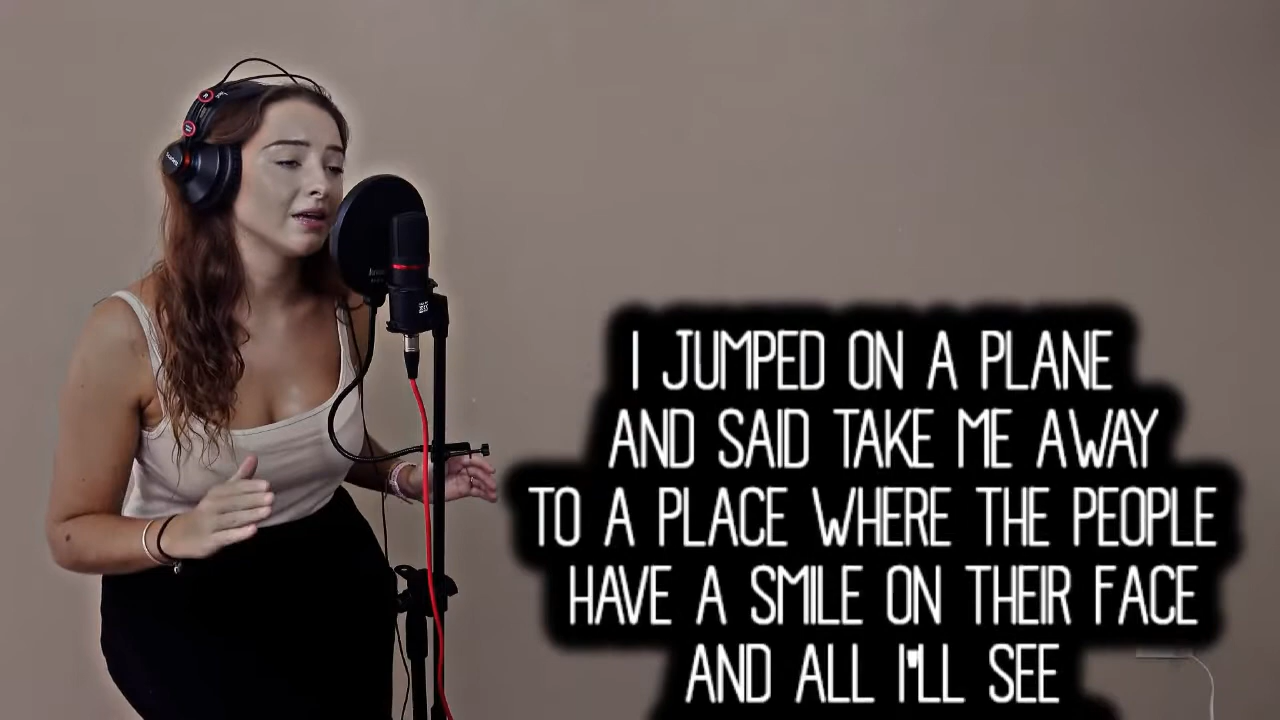 I JUMPED ON A PLANE
AND SAID TAKE ME AWAY
TO A PLACE WHERE THE PEOPLE
HAVE A SMILE ON THEIR FACE
AND ALL I'LL SEE